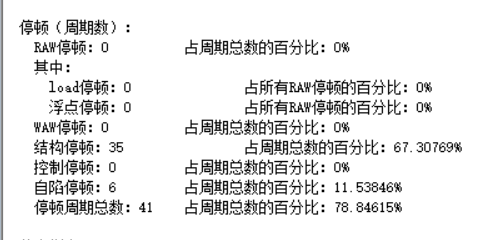 停顿（周期数）：
RAW停顿：0 占周期总数的百分比：0%
其中：
load停顿：0 占所有RAW停顿的百分比：0%
浮点停顿：0 占所有RAW停顿的百分比：0%
WAW停顿：0 占周期总数的百分比：0%
结构停顿：35 占周期总数的百分比：67.30769%
控制停顿：0 占周期总数的百分比：0%
自陷停顿：6 占周期总数的百分比：11.53846%
停顿周期总数：41 占周期总数的百分比：78.84615%